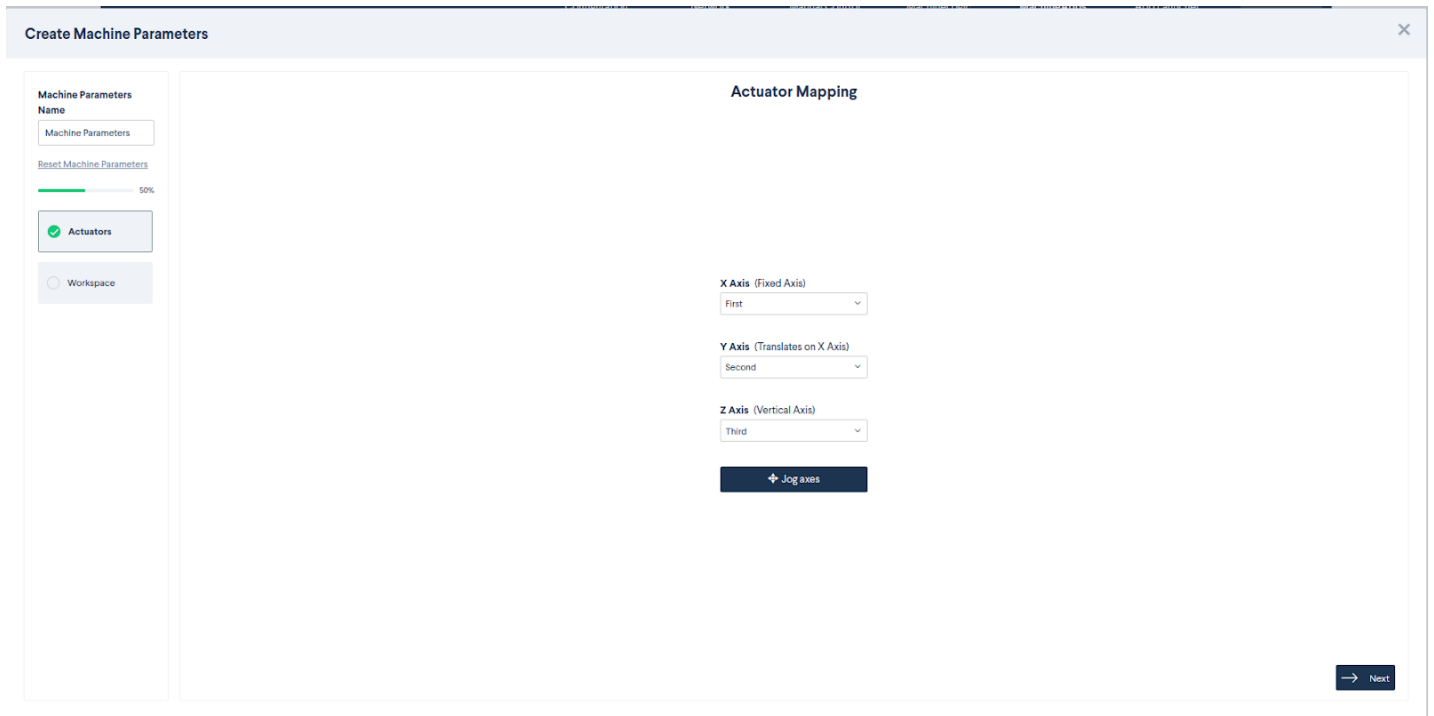 Create Machine Parameters
Machine Parameters
Name
Machine Parameters
Reset Machine Parameters
50%
Actuators
Workspace
Actuator Mapping
X Axis (Fixed Axis)
First
Y Axis (Translates on X Axis)
Second
Z Axis (Vertical Axis)
Third
Jog axes
Next